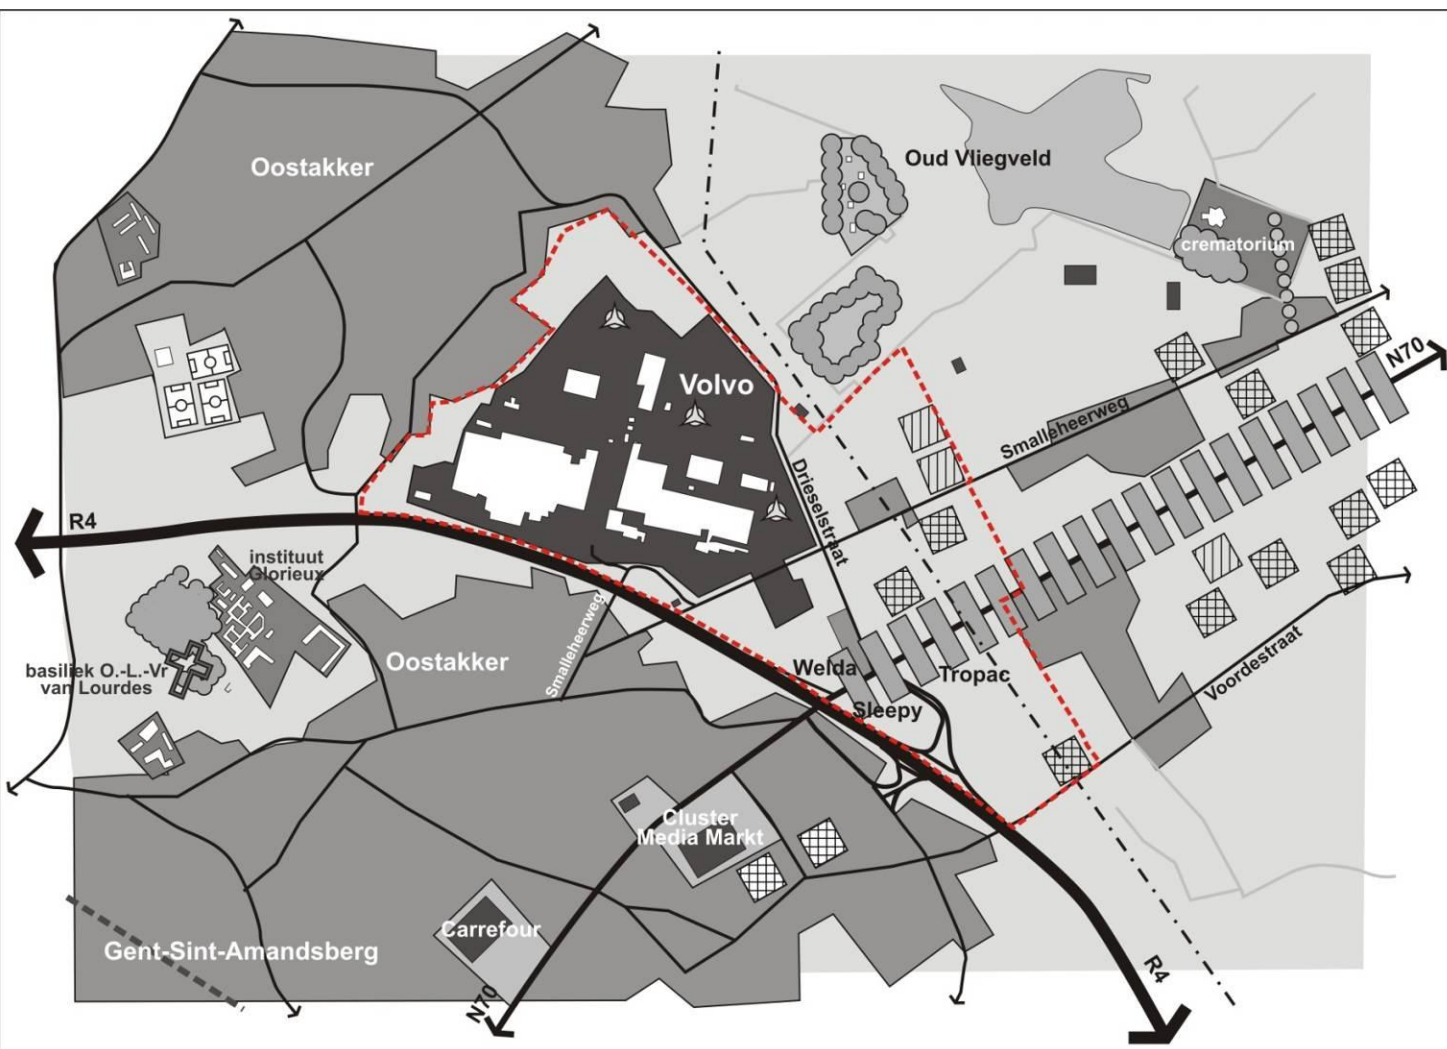 Oostakker
Oud Vliegveld
crematorium
Volvo
N70
Smalleheerweg
Drieselstraat
R4
instituut
Glorieux
Smalleheerweg
Oostakker
basiliek O.-L.-Vr
van Lourdes
Welda
Tropac
Sleepy
Voordestraat
Cluster
Media Markt
Carrefour
Gent-Sint-Amandsberg
N70
R4